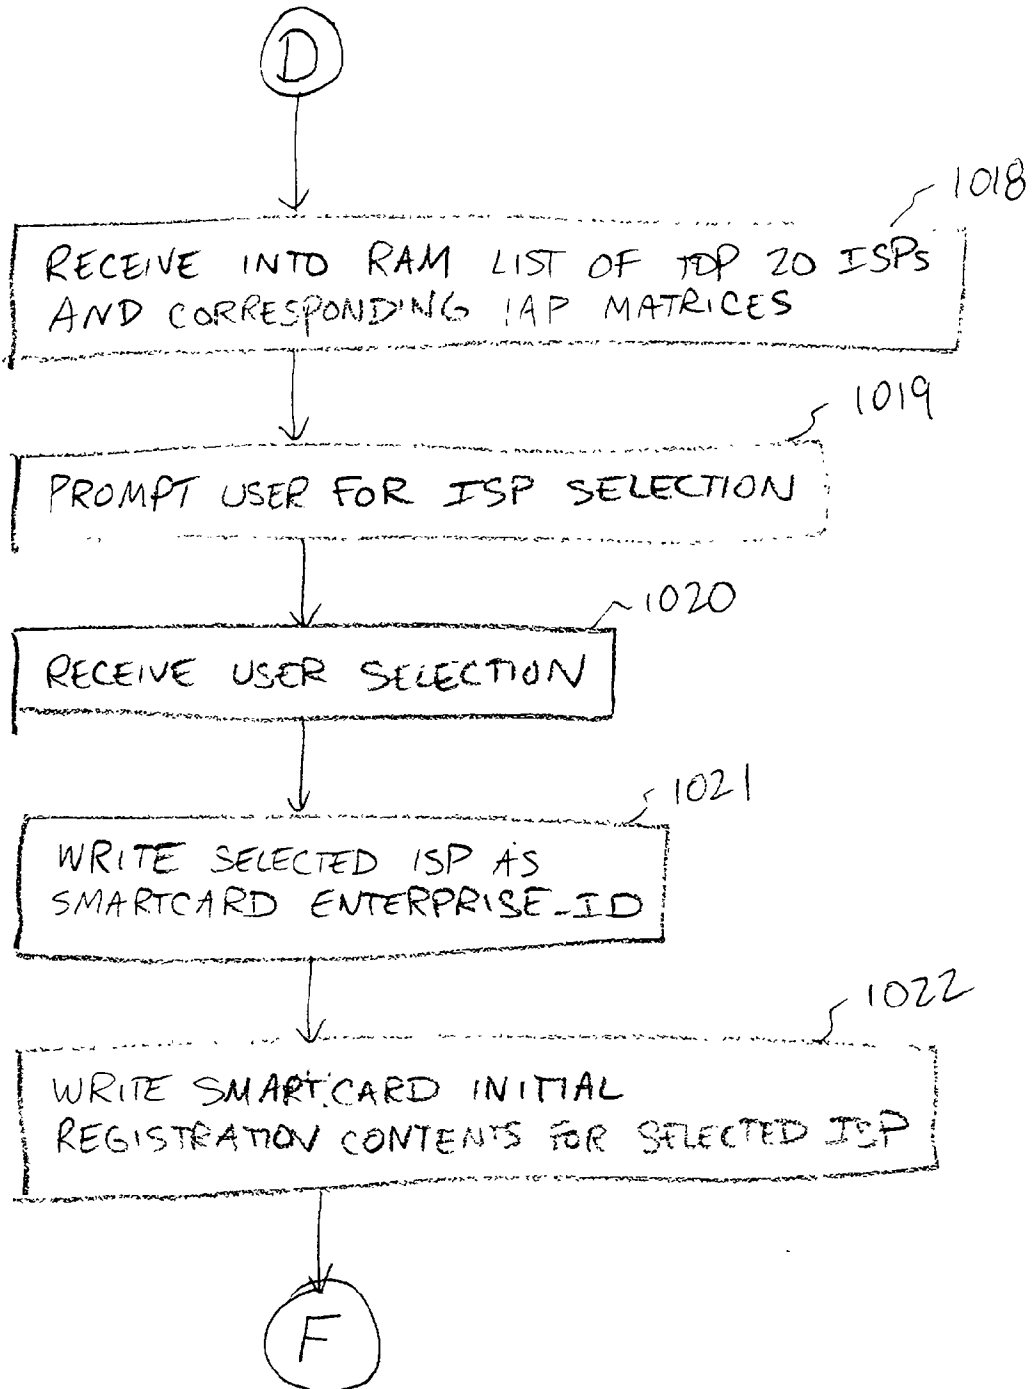 D
1018
RECEIVE INTO RAM LIST OF TOP 20 ISPs
AND CORRESPONDING IAP MATRICES
1019
PROMPT USER FOR ISP SELECTION
1020
RECEIVE USER SELECTION
1021
WRITE SELECTED ISP AS
SMARTCARD ENTERPRISE_ID
1022
WRITE SMARTCARD INITIAL
REGISTRATION CONTENTS FOR SELECTED ISP
F